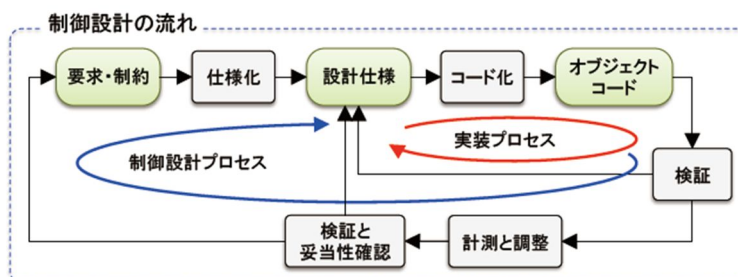 制御設計の流れ
要求・制約
仕様化
設計仕様
コード化
オブジェクト
コード
制御設計プロセス
実装プロセス
検証
検証と
妥当性確認
計測と調整